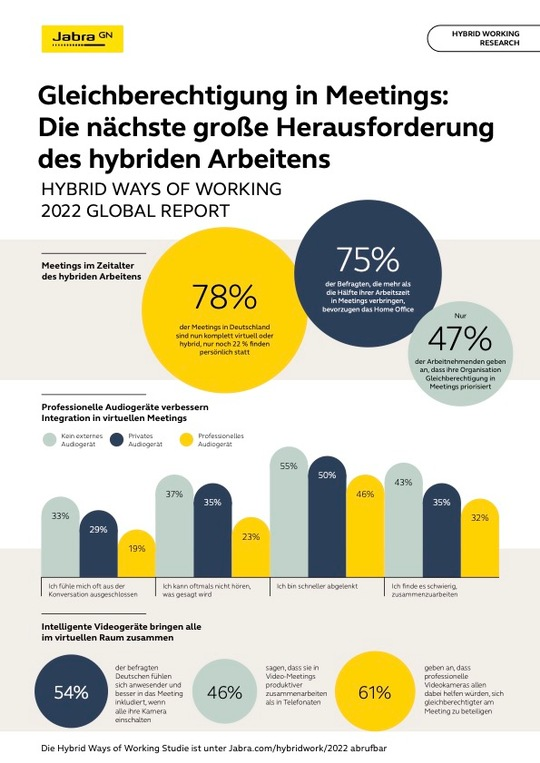 Jabra GN
HYBRID WORKING
RESEARCH
Gleichberechtigung in Meetings:
Die nächste große Herausforderung
des hybriden Arbeitens
HYBRID WAYS OF WORKING
2022 GLOBAL REPORT
Meetings im Zeitalter
des hybriden Arbeitens
78%
der Meetings in Deutschland
sind nun komplett virtuell oder
hybrid, nur noch 22 % finden
persönlich statt
75%
der Befragten, die mehr als
die Hälfte ihrer Arbeitszeit
in Meetings verbringen,
bevorzugen das Home Office
Nur
47%
der Arbeitnehmenden geben
an, dass ihre Organisation
Gleichberechtigung in
Meetings priorisiert
Professionelle Audiogeräte verbessern
Integration in virtuellen Meetings
Kein externes
Audiogerät
Privates
Audiogerät
Professionelles
Audiogerät
33%
29%
19%
37%
35%
23%
55%
50%
46%
43%
35%
32%
Ich fühle mich oft aus der
Konversation ausgeschlossen
Ich kann oftmals nicht hören,
was gesagt wird
Ich bin schneller abgelenkt
Ich finde es schwierig,
zusammenzuarbeiten
Intelligente Videogeräte bringen alle
im virtuellen Raum zusammen
54%
der befragten
Deutschen fühlen
sich anwesender und
besser in das Meeting
inkludiert, wenn
alle ihre Kamera
einschalten
46%
sagen, dass sie in
Video-Meetings
produktiver
zusammenarbeiten
als in Telefonaten
61%
geben an, dass
professionelle
Videokameras allen
dabei helfen würden, sich
gleichberechtigter am
Meeting zu beteiligen
Die Hybrid Ways of Working Studie ist unter Jabra.com/hybridwork/2022 abrufbar